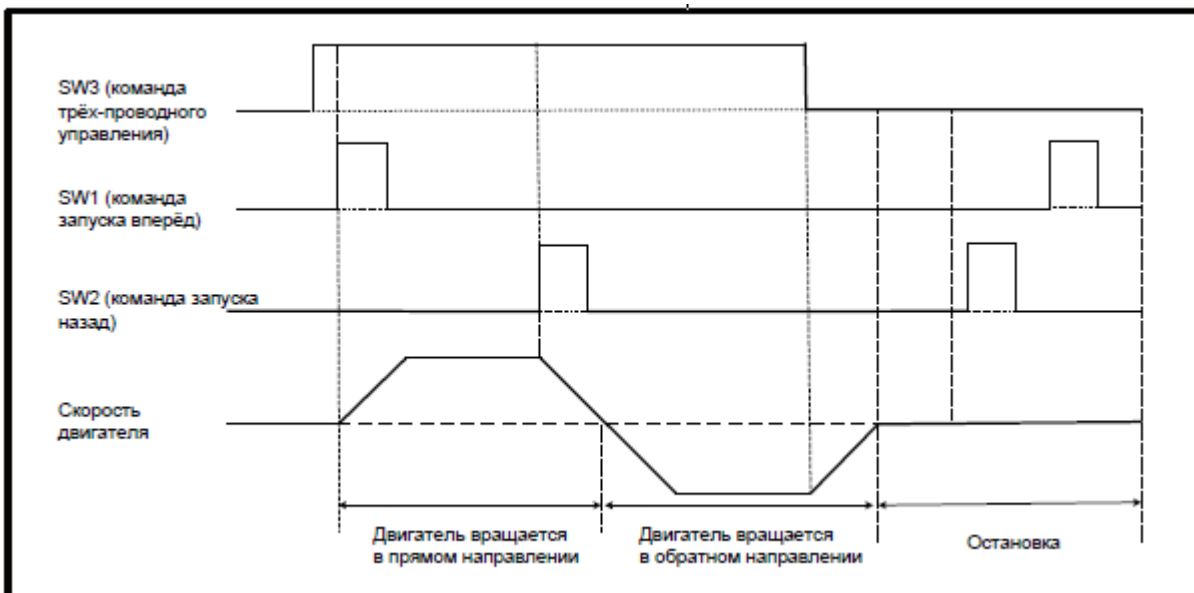 SW3 (команда
трёх-проводного
управления)
SW1 (команда
запуска вперёд)
SW2 (команда запуска
назад)
Скорость
двигателя
Двигатель вращается
в прямом направлении
Двигатель вращается
в обратном направлении
Остановка